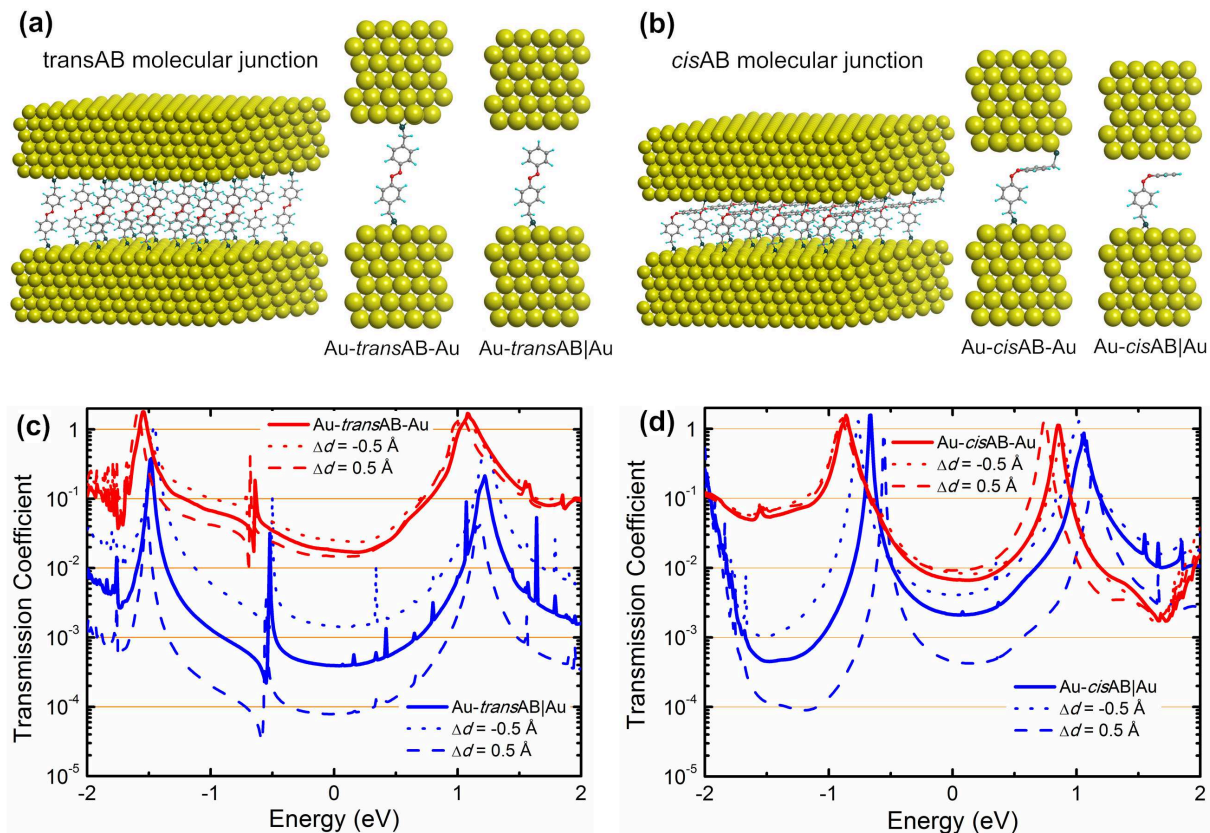 (a)
transAB molecular junction
Au-transAB-Au
Au-transAB|Au
(b)
cisAB molecular junction
Au-cisAB-Au
Au-cisAB|Au
(c)
Transmission Coefficient
1
10⁻¹
10⁻²
10⁻³
10⁻⁴
10⁻⁵
-2
-1
0
1
2
Energy (eV)
Au-transAB-Au
Δd = -0.5 Å
Δd = 0.5 Å
Au-transAB|Au
Δd = -0.5 Å
Δd = 0.5 Å
(d)
Transmission Coefficient
1
10⁻¹
10⁻²
10⁻³
10⁻⁴
10⁻⁵
-2
-1
0
1
2
Energy (eV)
Au-cisAB-Au
Δd = -0.5 Å
Δd = 0.5 Å
Au-cisAB|Au
Δd = -0.5 Å
Δd = 0.5 Å